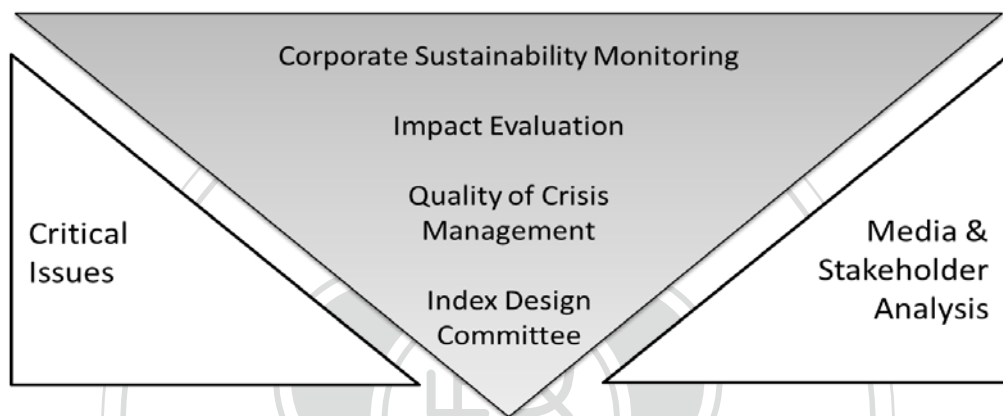 Corporate Sustainability Monitoring
Impact Evaluation
Quality of Crisis
Management
Index Design
Committee
Critical
Issues
Media &
Stakeholder
Analysis